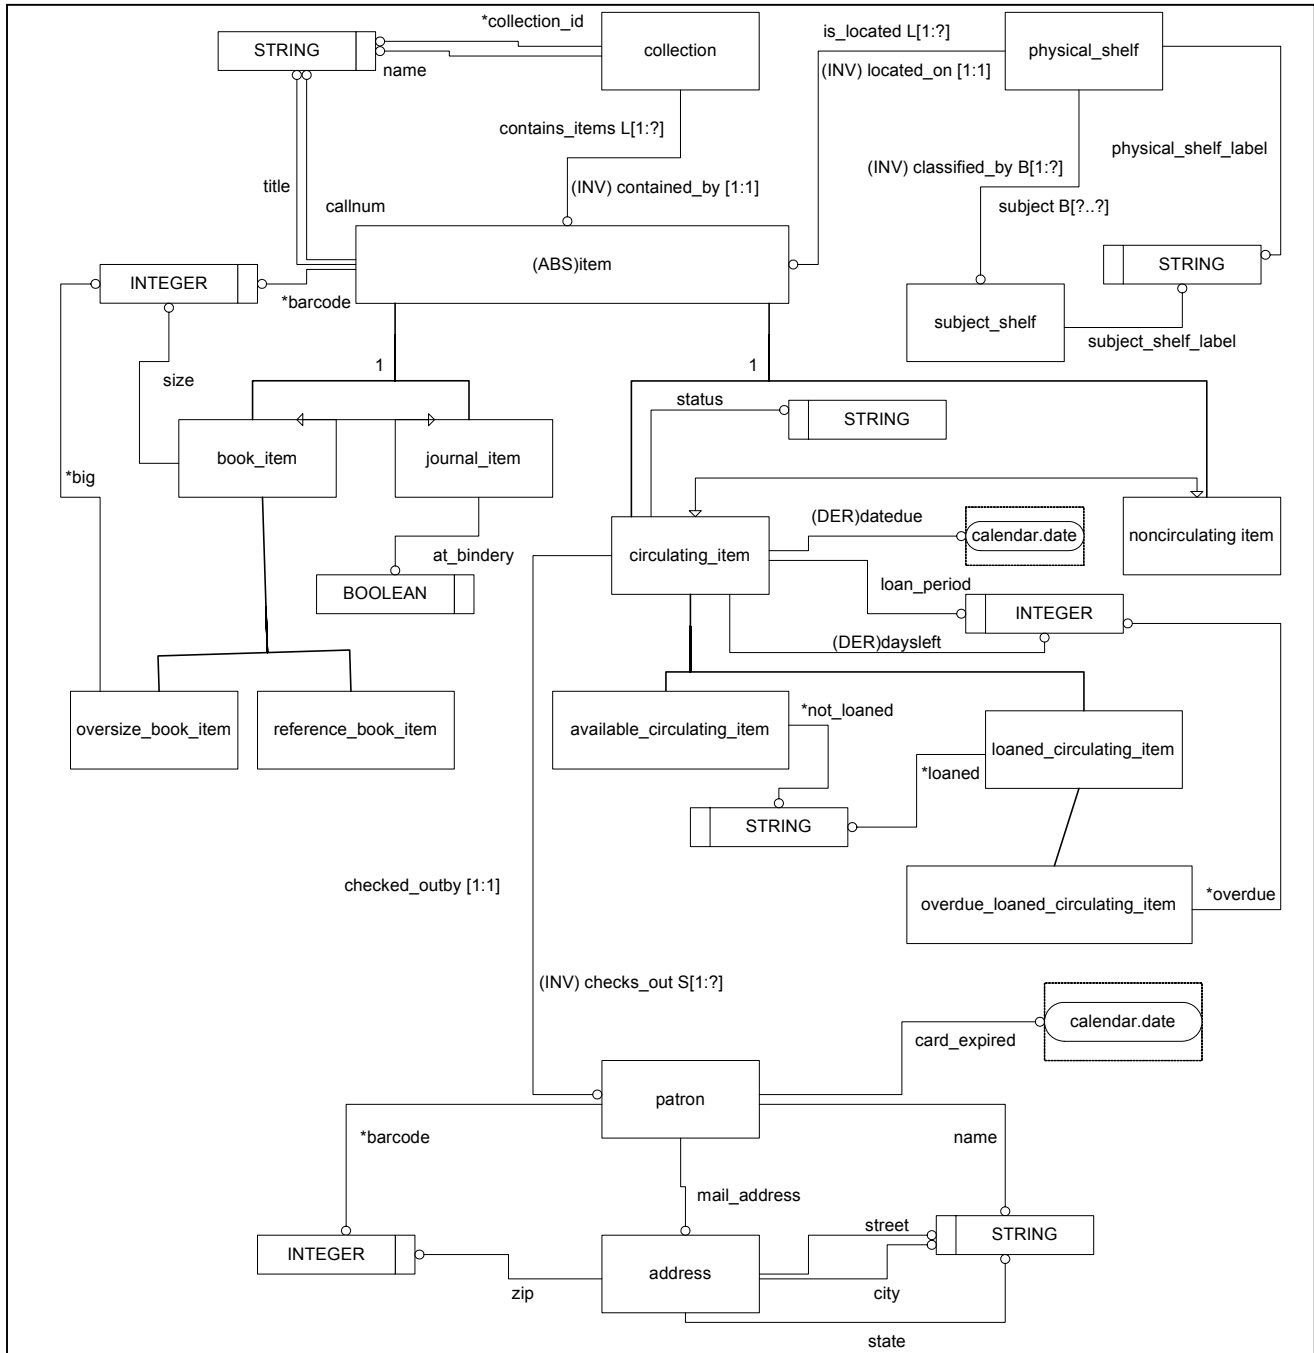 *collection_id
STRING
collection
name
is_located L[1:?]
physical_shelf
(INV) located_on [1:1]
contains_items L[1:?]
physical_shelf_label
(INV) classified_by B[1:?]
title
(INV) contained_by [1:1]
callnum
subject B[?..?]
(ABS)item
STRING
INTEGER
*barcode
subject_shelf
subject_shelf_label
1
1
size
status
STRING
book_item
journal_item
*big
(DER)datedue
calendar.date
circulating_item
noncirculating item
at_bindery
loan_period
BOOLEAN
INTEGER
(DER)daysleft
*not_loaned
oversize_book_item
reference_book_item
available_circulating_item
loaned_circulating_item
*loaned
STRING
checked_outby [1:1]
*overdue
overdue_loaned_circulating_item
(INV) checks_out S[1:?]
calendar.date
card_expired
patron
*barcode
name
mail_address
street
STRING
INTEGER
address
zip
city
state